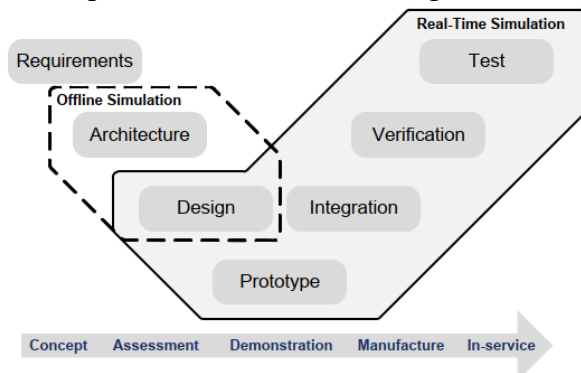 Real-Time Simulation
Requirements
Test
Offline Simulation
Architecture
Verification
Design
Integration
Prototype
Concept Assessment Demonstration Manufacture In-service